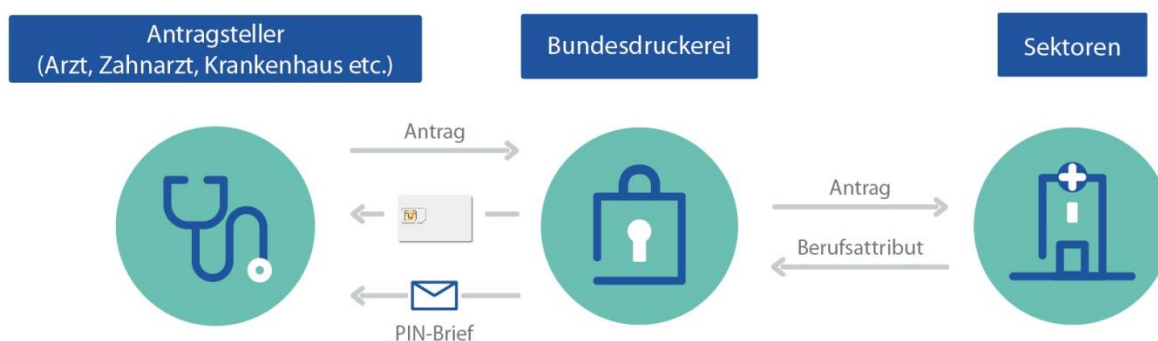 Antragsteller
(Arzt, Zahnarzt, Krankenhaus etc.)
Bundesdruckerei
Sektoren
Antrag
Antrag
Berufsattribut
PIN-Brief